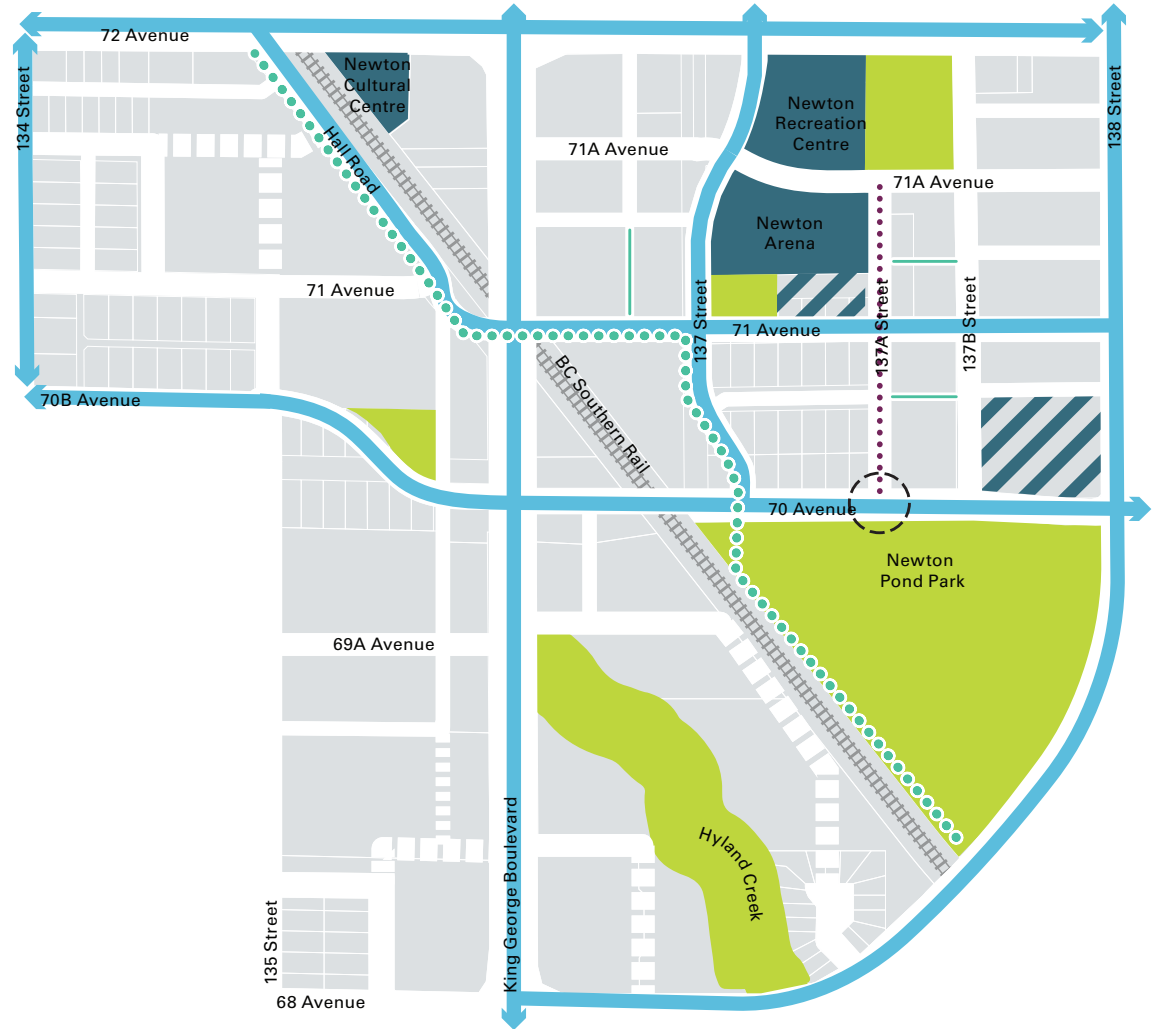 72 Avenue
134 Street
Newton
Cultural
Centre
Hall Road
71A Avenue
Newton
Recreation
Centre
138 Street
71A Avenue
Newton
Arena
71 Avenue
137 Street
71 Avenue
137A Street
137B Street
BC Southern Rail
70B Avenue
70 Avenue
Newton
Pond Park
69A Avenue
King George Boulevard
Hyland Creek
135 Street
68 Avenue